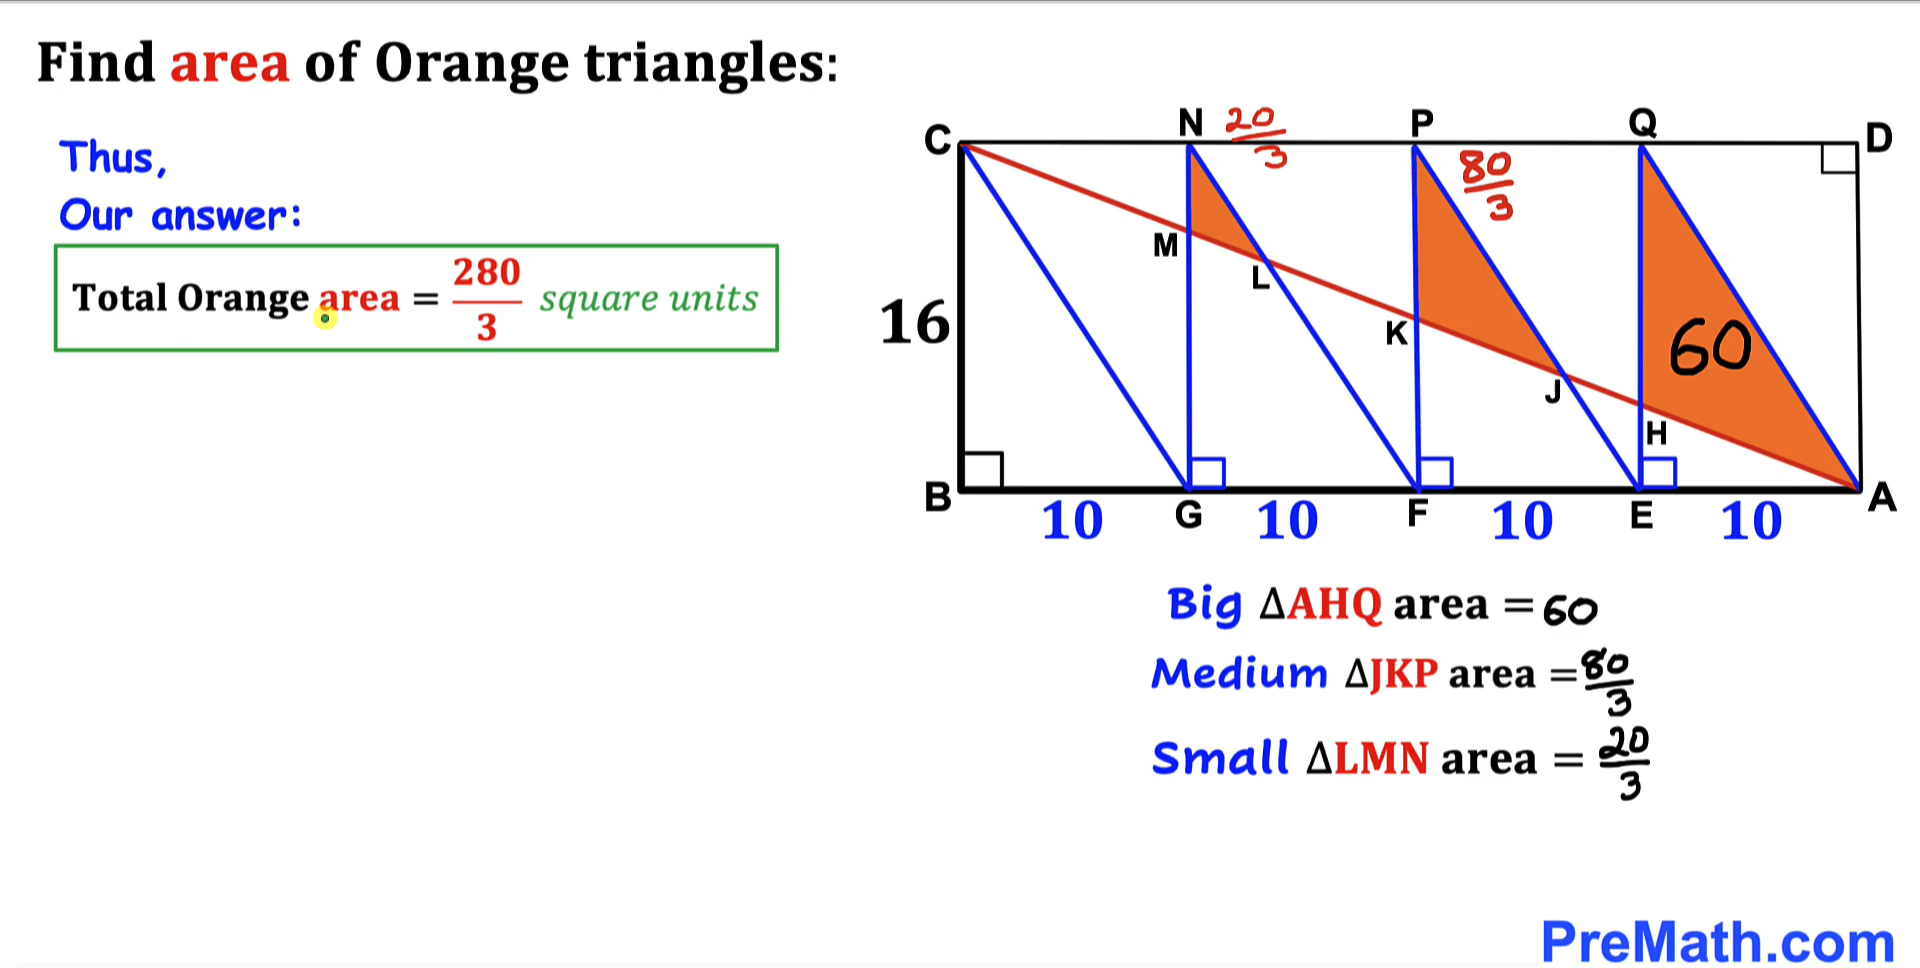 Find area of Orange triangles:
Thus,
Our answer:
Total Orange area = 280/3 square units
C N 20/3 P Q D
80/3
M
L
16
K
60
J
H
B G F E A
10 10 10 10
Big ΔAHQ area = 60
Medium ΔJKP area = 80/3
Small ΔLMN area = 20/3
PreMath.com